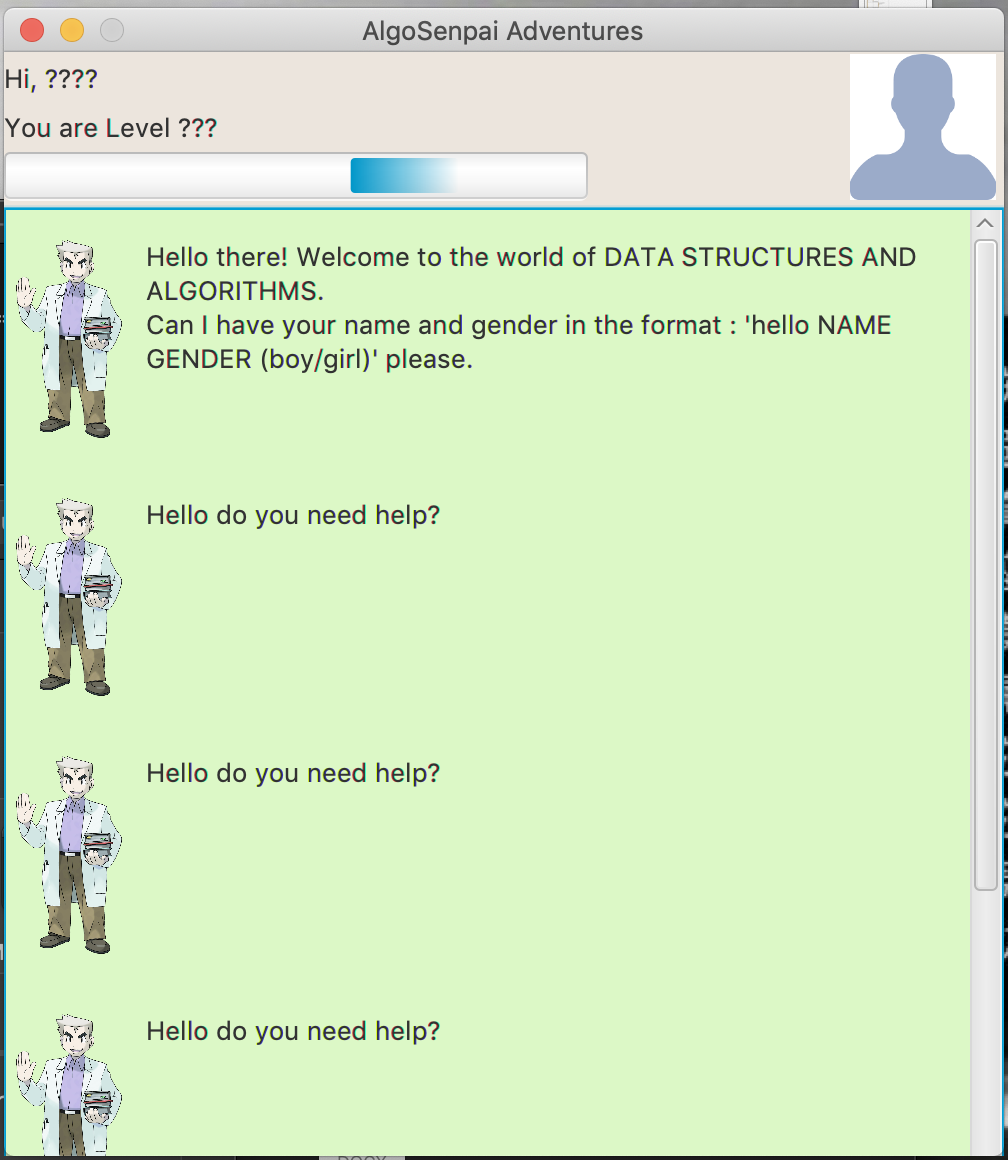 AlgoSenpai Adventures
Hi, ????
You are Level ???
Hello there! Welcome to the world of DATA STRUCTURES AND
ALGORITHMS.
Can I have your name and gender in the format : 'hello NAME
GENDER (boy/girl)' please.
Hello do you need help?
Hello do you need help?
Hello do you need help?